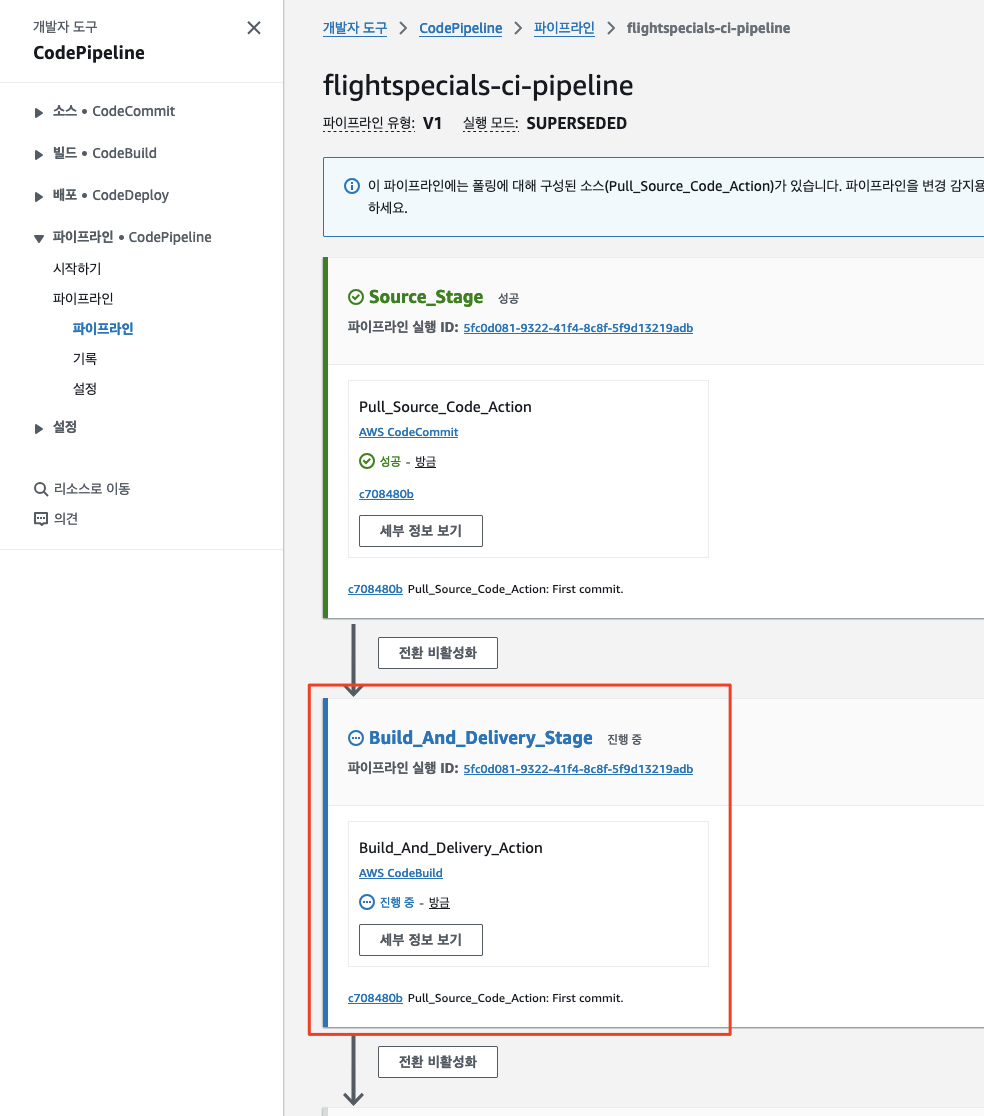 개발자 도구
CodePipeline
소스 • CodeCommit
빌드 • CodeBuild
배포 • CodeDeploy
파이프라인 • CodePipeline
시작하기
파이프라인
파이프라인
기록
설정
설정
리소스로 이동
의견
개발자 도구 > CodePipeline > 파이프라인 > flightspecials-ci-pipeline
flightspecials-ci-pipeline
파이프라인 유형: V1 실행 모드: SUPERSEDED
이 파이프라인에는 폴링에 대해 구성된 소스(Pull_Source_Code_Action)가 있습니다. 파이프라인을 변경 감지용
하세요.
Source_Stage 성공
파이프라인 실행 ID: 5fc0d081-9322-41f4-8c8f-5f9d13219adb
Pull_Source_Code_Action
AWS CodeCommit
성공 - 방금
c708480b
세부 정보 보기
c708480b Pull_Source_Code_Action: First commit.
전환 비활성화
Build_And_Delivery_Stage 진행 중
파이프라인 실행 ID: 5fc0d081-9322-41f4-8c8f-5f9d13219adb
Build_And_Delivery_Action
AWS CodeBuild
진행 중 - 방금
세부 정보 보기
c708480b Pull_Source_Code_Action: First commit.
전환 비활성화